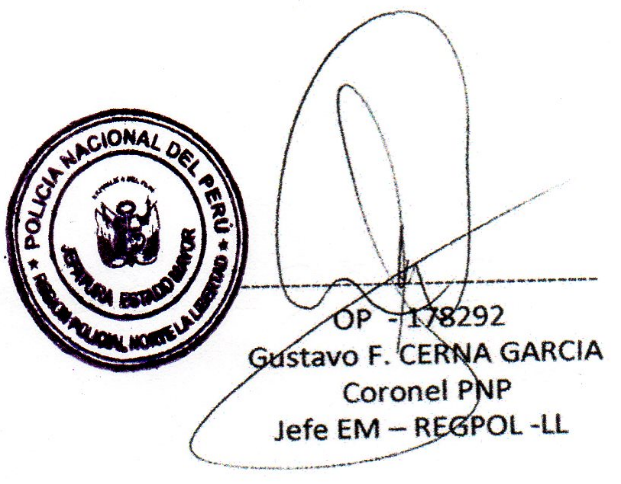 POLICIA NACIONAL DEL PERÚ
JEFATURA ESTADO MAYOR
★ REGION POLICIAL NORTE LA LIBERTAD ★
OP - 178292
Gustavo F. CERNA GARCIA
Coronel PNP
Jefe EM – REGPOL -LL